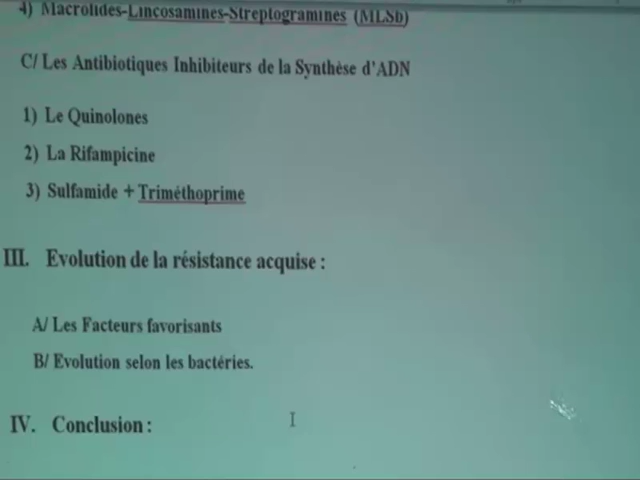 4) Macrolides-Lincosamines-Streptogramines (MLSb)
C/ Les Antibiotiques Inhibiteurs de la Synthèse d'ADN
1) Le Quinolones
2) La Rifampicine
3) Sulfamide + Triméthoprime
III. Evolution de la résistance acquise :
A/ Les Facteurs favorisants
B/ Evolution selon les bactéries.
IV. Conclusion :